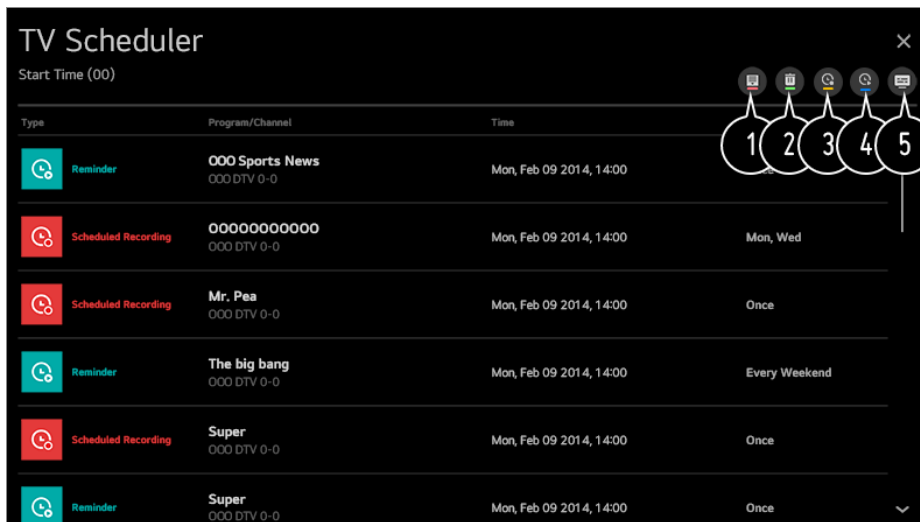 TV Scheduler
Start Time (00)
1 2 3 4 5
Type Program/Channel Time
Reminder OOO Sports News Mon, Feb 09 2014, 14:00
OOO DTV 0-0
Scheduled Recording OOOOOOOOOOO Mon, Feb 09 2014, 14:00 Mon, Wed
OOO DTV 0-0
Scheduled Recording Mr. Pea Mon, Feb 09 2014, 14:00 Once
OOO DTV 0-0
Reminder The big bang Mon, Feb 09 2014, 14:00 Every Weekend
OOO DTV 0-0
Scheduled Recording Super Mon, Feb 09 2014, 14:00 Once
OOO DTV 0-0
Reminder Super Mon, Feb 09 2014, 14:00 Once
OOO DTV 0-0